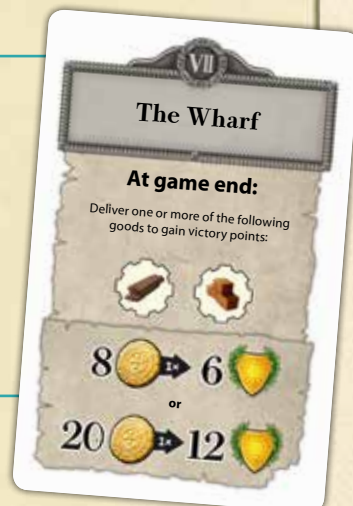 VII
The Wharf
At game end:
Deliver one or more of the following
goods to gain victory points:
8 1x 6
or
20 1x 12